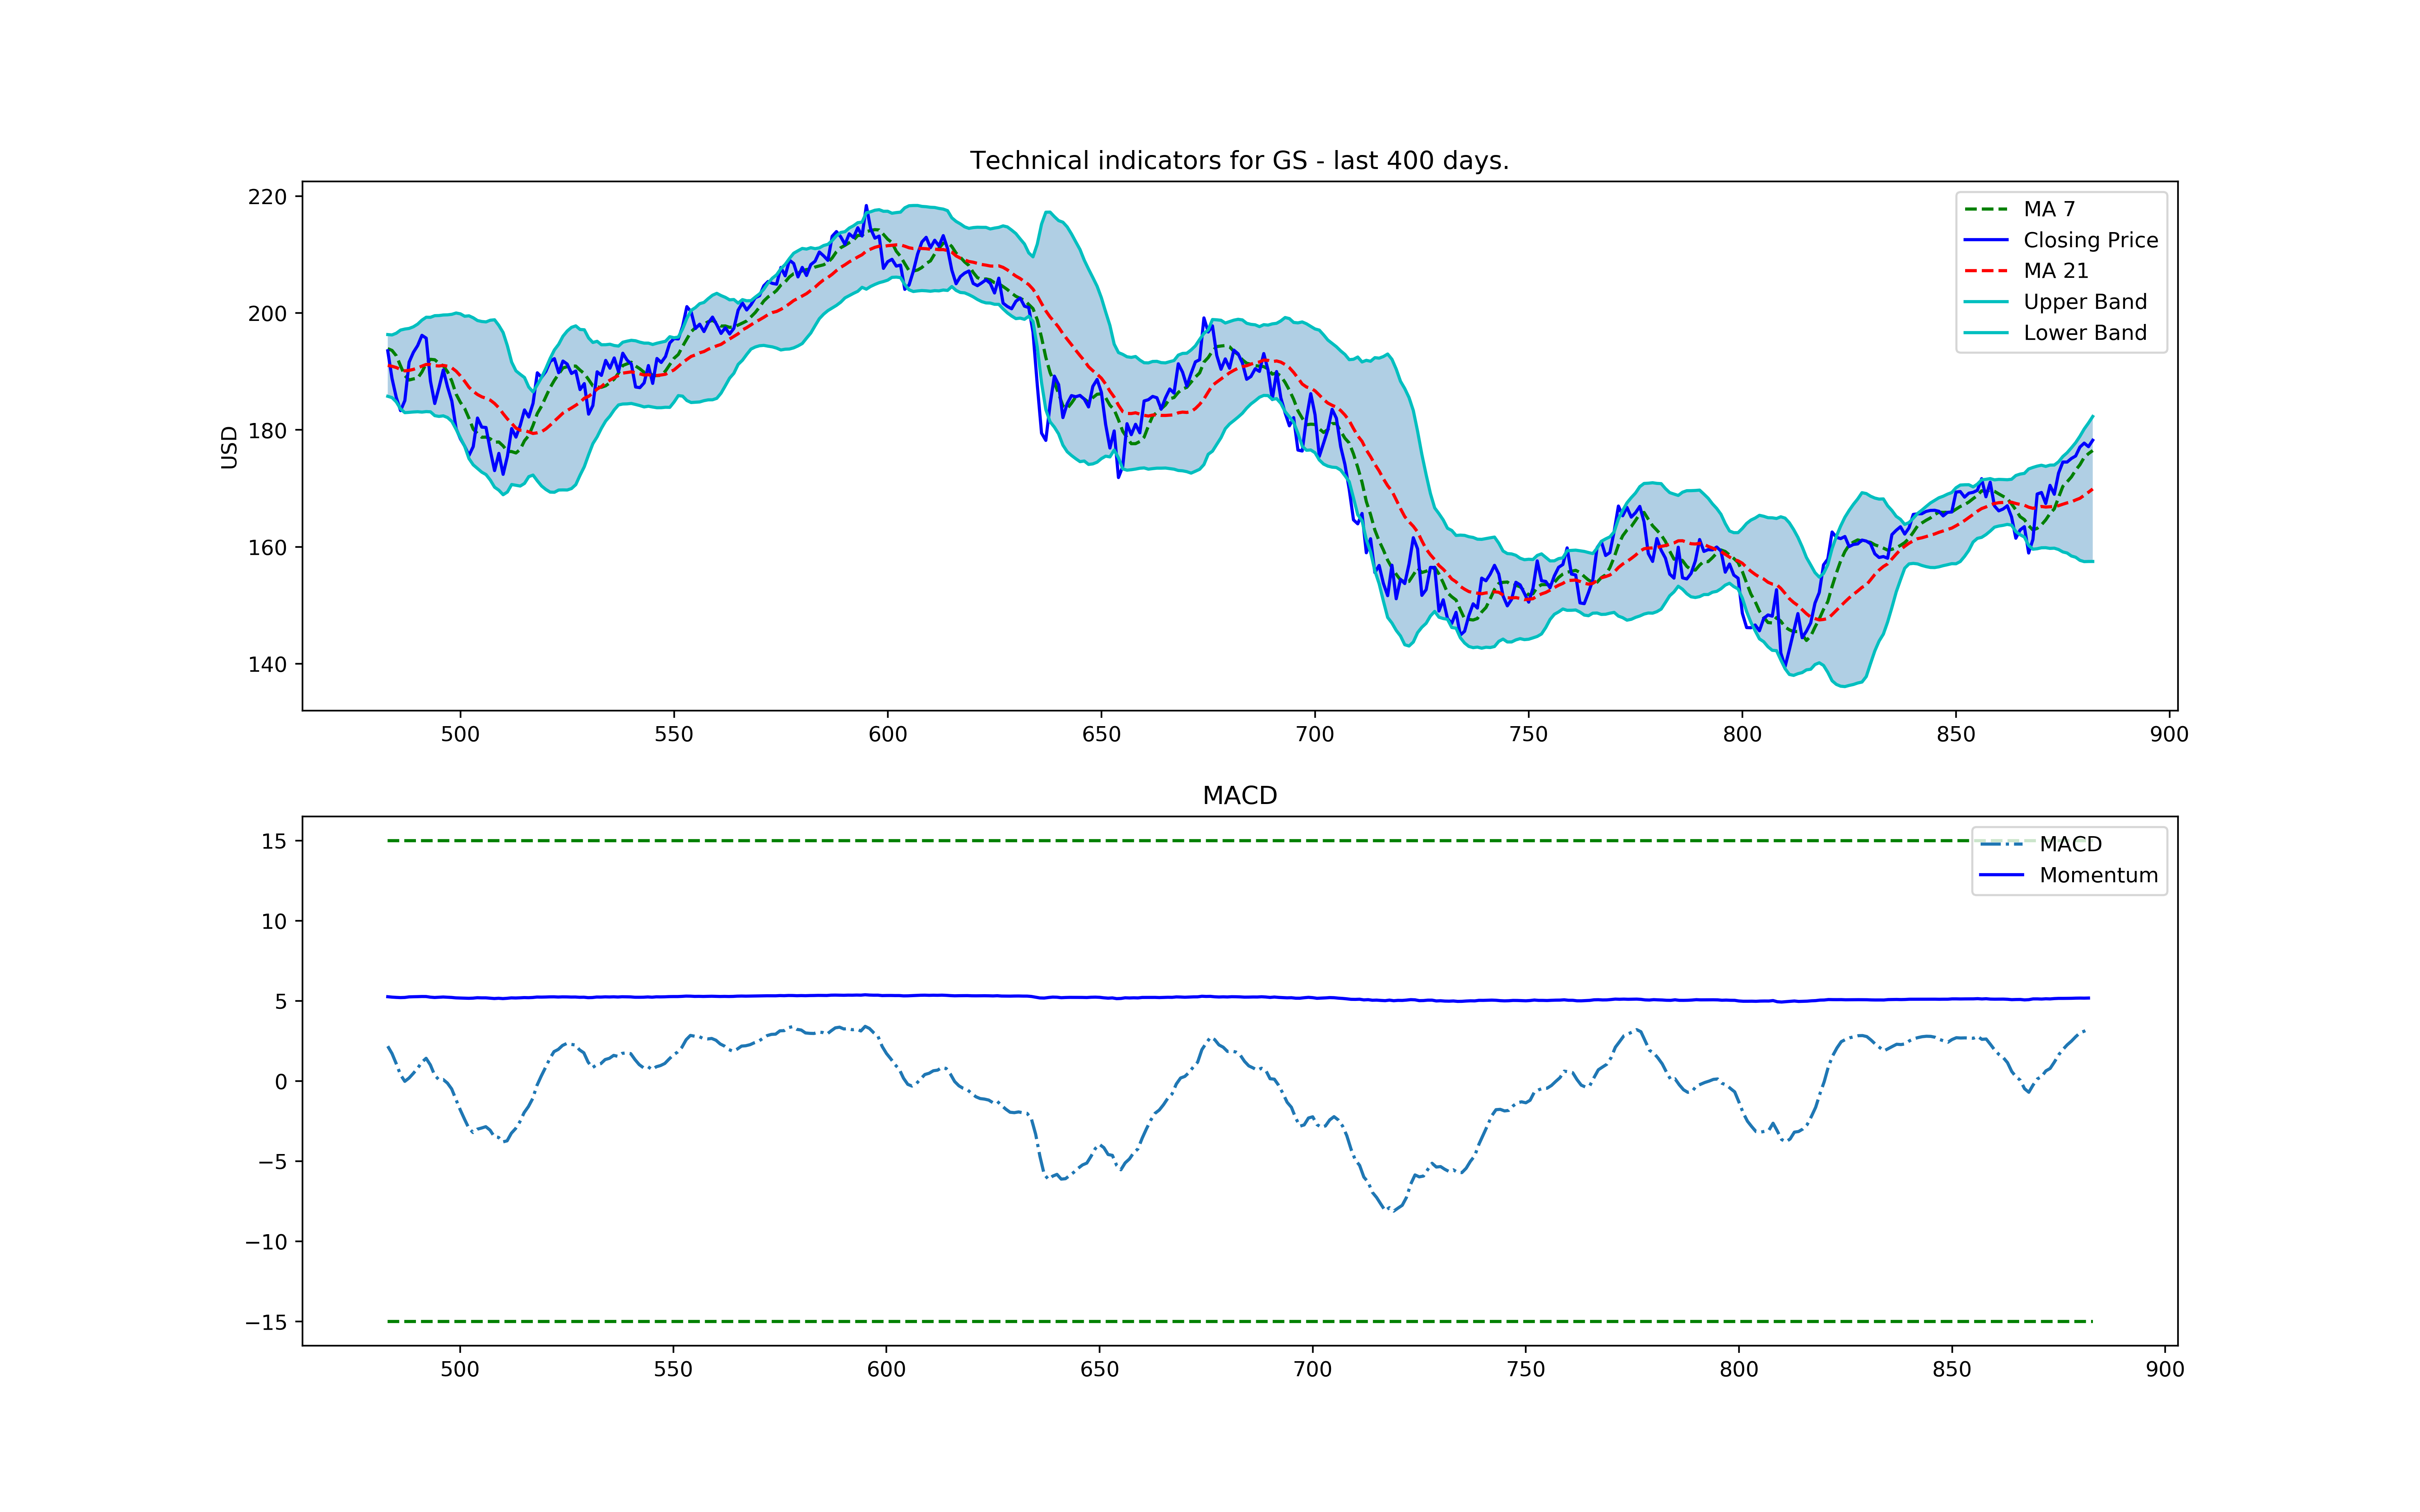 Technical indicators for GS - last 400 days.
USD
220
200
180
160
140
MA 7
Closing Price
MA 21
Upper Band
Lower Band
500 550 600 650 700 750 800 850 900
MACD
15
10
5
0
−5
−10
−15
MACD
Momentum
500 550 600 650 700 750 800 850 900